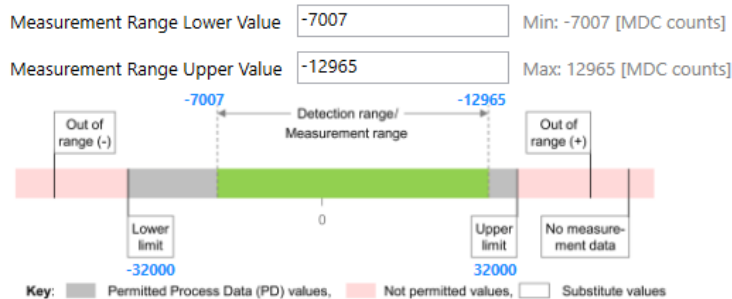 Measurement Range Lower Value -7007 Min: -7007 [MDC counts]
Measurement Range Upper Value -12965 Max: 12965 [MDC counts]
-7007 -12965
Detection range/
Measurement range
Out of
range (-)
Out of
range (+)
0
Lower
limit
Upper
limit
No measure-
ment data
-32000 32000
Key: Permitted Process Data (PD) values, Not permitted values, Substitute values